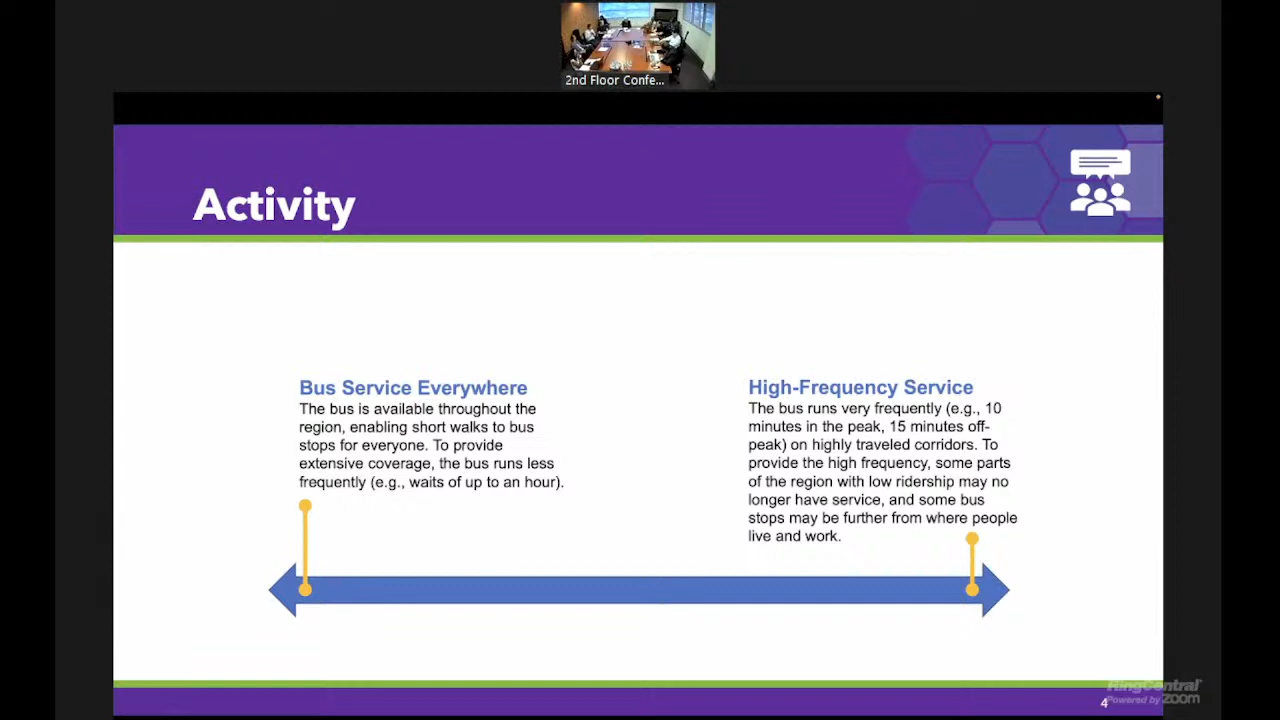 2nd Floor Confe...
Activity
Bus Service Everywhere
The bus is available throughout the
region, enabling short walks to bus
stops for everyone. To provide
extensive coverage, the bus runs less
frequently (e.g., waits of up to an hour).
High-Frequency Service
The bus runs very frequently (e.g., 10
minutes in the peak, 15 minutes off-
peak) on highly traveled corridors. To
provide the high frequency, some parts
of the region with low ridership may no
longer have service, and some bus
stops may be further from where people
live and work.
RingCentral
4
Powered by zoom